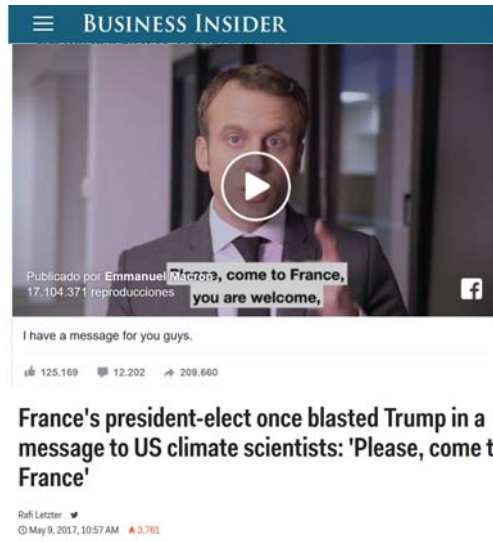 BUSINESS INSIDER
Please, come to France,
Publicado por Emmanuel Macron
17.104.371 reproducciones
you are welcome,
I have a message for you guys.
125.169 12.202 209.660
France's president-elect once blasted Trump in a
message to US climate scientists: 'Please, come t
France'
Rafi Letzter
May 9, 2017, 10:57 AM 3,761